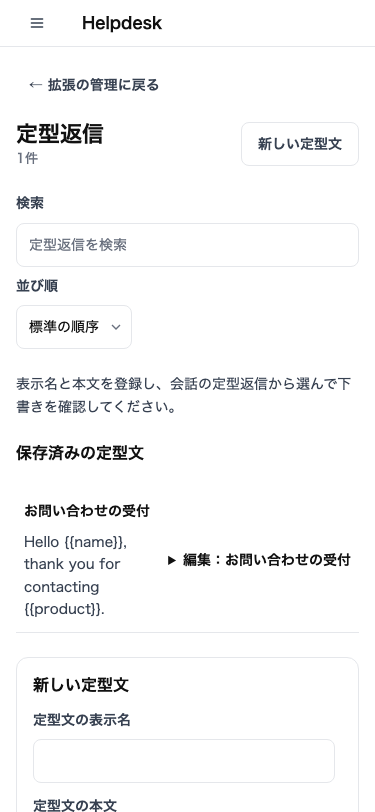 Helpdesk
← 拡張の管理に戻る
定型返信
1件
新しい定型文
検索
定型返信を検索
並び順
標準の順序
表示名と本文を登録し、会話の定型返信から選んで下
書きを確認してください。
保存済みの定型文
お問い合わせの受付
Hello {{name}},
thank you for
contacting
{{product}}.
▶ 編集：お問い合わせの受付
新しい定型文
定型文の表示名
定型文の本文